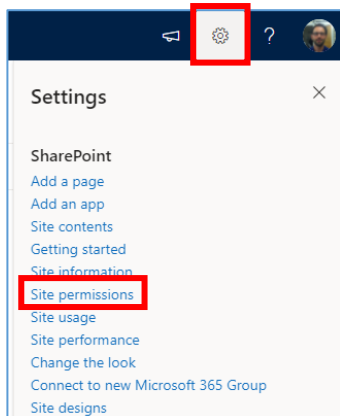 ?
Settings
SharePoint
Add a page
Add an app
Site contents
Getting started
Site information
Site permissions
Site usage
Site performance
Change the look
Connect to new Microsoft 365 Group
Site designs